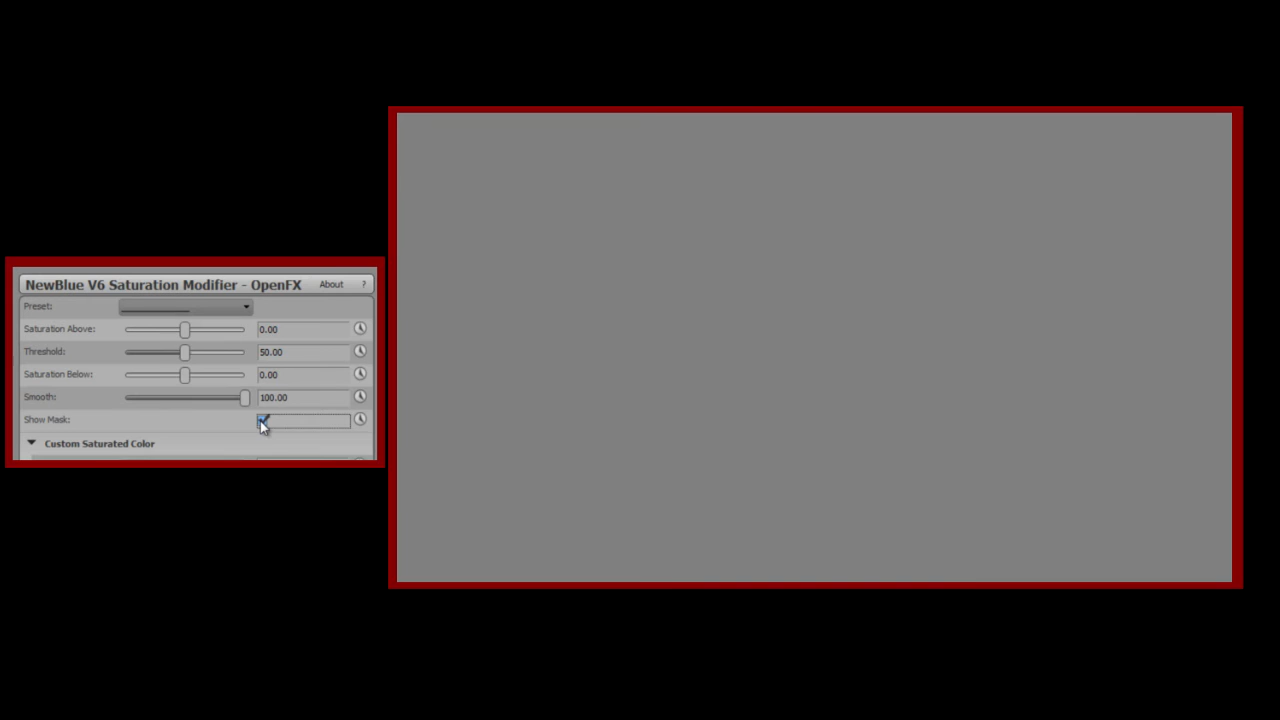 NewBlue V6 Saturation Modifier - OpenFX About ?
Preset:
Saturation Above: 0.00
Threshold: 50.00
Saturation Below: 0.00
Smooth: 100.00
Show Mask:
Custom Saturated Color